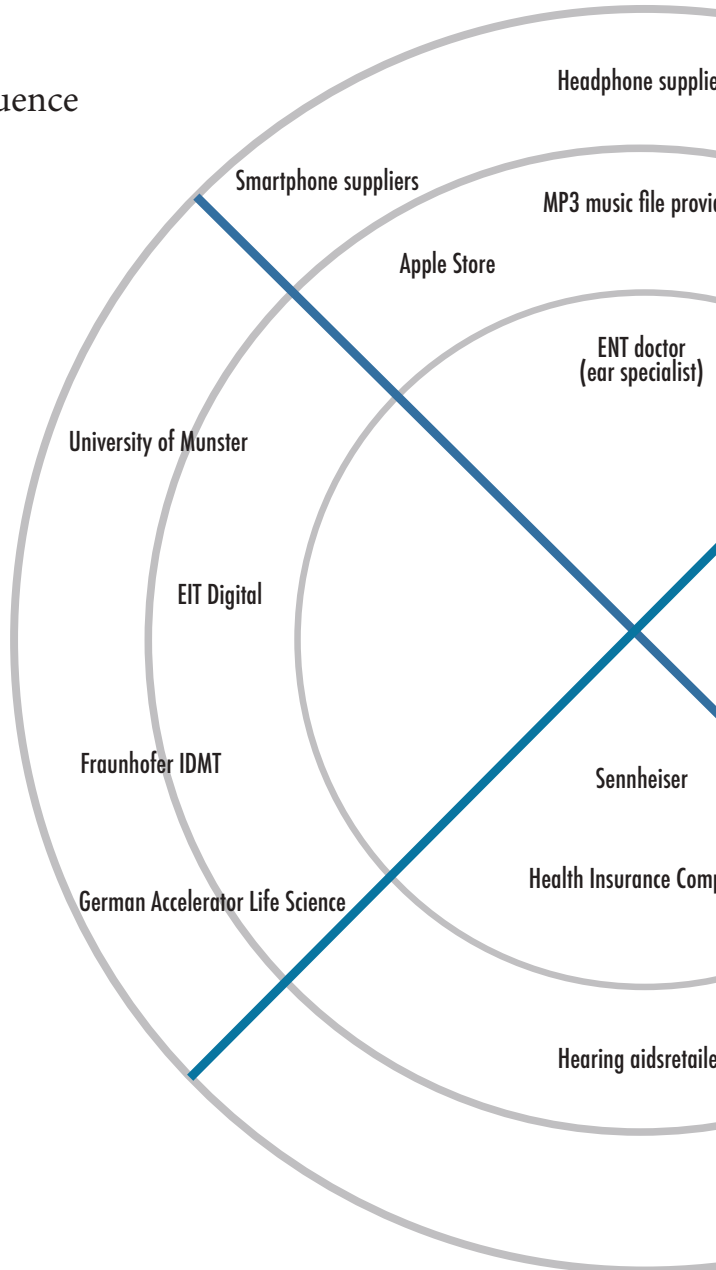 uence
Headphone supplie
Smartphone suppliers
MP3 music file provi
Apple Store
ENT doctor
(ear specialist)
University of Munster
EIT Digital
Fraunhofer IDMT
Sennheiser
Health Insurance Comp
German Accelerator Life Science
Hearing aidsretaile